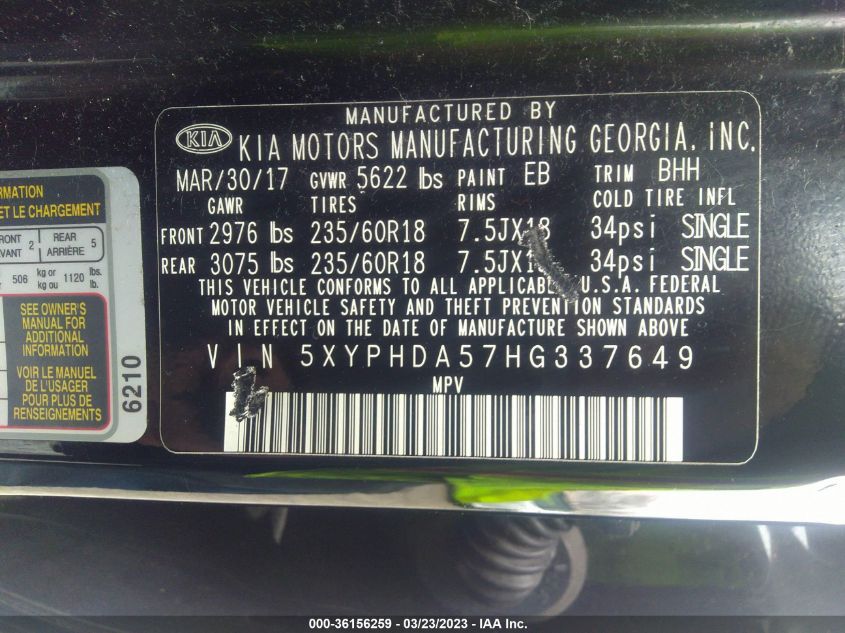 MANUFACTURED BY
KIA KIA MOTORS MANUFACTURING GEORGIA, INC.
MAR/30/17 GVWR 5622 lbs PAINT EB TRIM BHH
GAWR TIRES RIMS COLD TIRE INFL
FRONT 2976 lbs 235/60R18 7.5JX18 34psi SINGLE
REAR 3075 lbs 235/60R18 7.5JX18 34psi SINGLE
THIS VEHICLE CONFORMS TO ALL APPLICABLE U.S.A. FEDERAL
MOTOR VEHICLE SAFETY AND THEFT PREVENTION STANDARDS
IN EFFECT ON THE DATE OF MANUFACTURE SHOWN ABOVE
VIN 5XYPHDA57HG337649
MPV
ET LE CHARGEMENT
2
REAR 5
ARRIÈRE
506 kg or 1120 lbs.
kg ou lb.
SEE OWNER'S
MANUAL FOR
ADDITIONAL
INFORMATION
VOIR LE MANUEL
DE L'USAGER
POUR PLUS DE
RENSEIGNEMENTS
6210
000-36156259 - 03/23/2023 - IAA Inc.